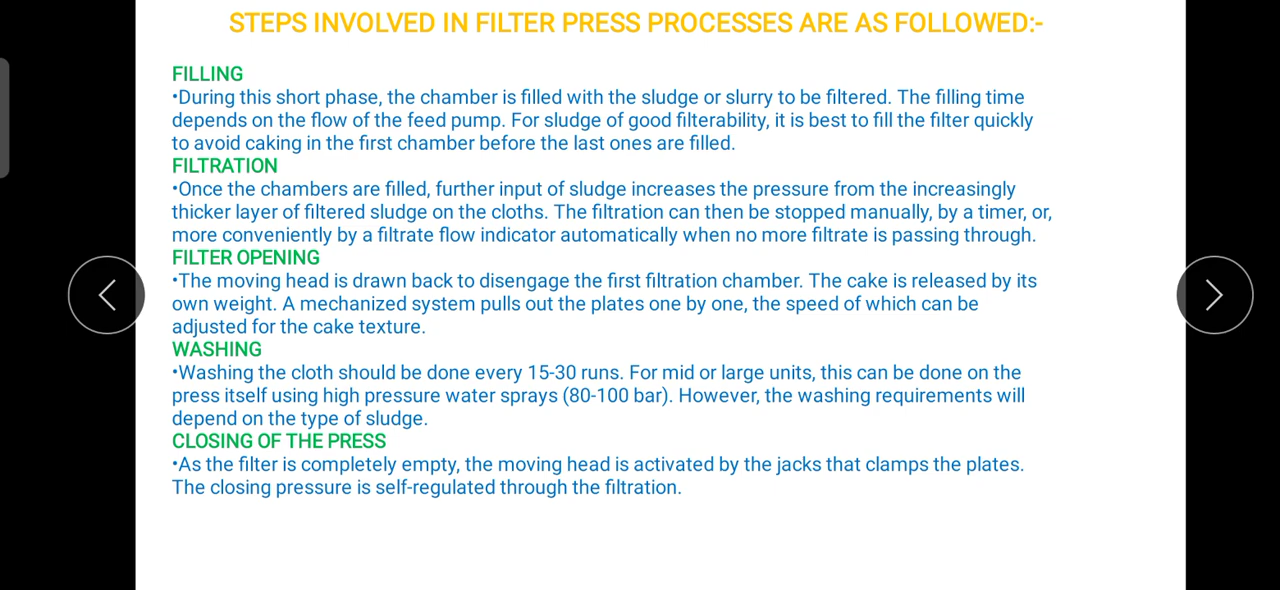 STEPS INVOLVED IN FILTER PRESS PROCESSES ARE AS FOLLOWED:-
FILLING
•During this short phase, the chamber is filled with the sludge or slurry to be filtered. The filling time
depends on the flow of the feed pump. For sludge of good filterability, it is best to fill the filter quickly
to avoid caking in the first chamber before the last ones are filled.
FILTRATION
•Once the chambers are filled, further input of sludge increases the pressure from the increasingly
thicker layer of filtered sludge on the cloths. The filtration can then be stopped manually, by a timer, or,
more conveniently by a filtrate flow indicator automatically when no more filtrate is passing through.
FILTER OPENING
•The moving head is drawn back to disengage the first filtration chamber. The cake is released by its
own weight. A mechanized system pulls out the plates one by one, the speed of which can be
adjusted for the cake texture.
WASHING
•Washing the cloth should be done every 15-30 runs. For mid or large units, this can be done on the
press itself using high pressure water sprays (80-100 bar). However, the washing requirements will
depend on the type of sludge.
CLOSING OF THE PRESS
•As the filter is completely empty, the moving head is activated by the jacks that clamps the plates.
The closing pressure is self-regulated through the filtration.